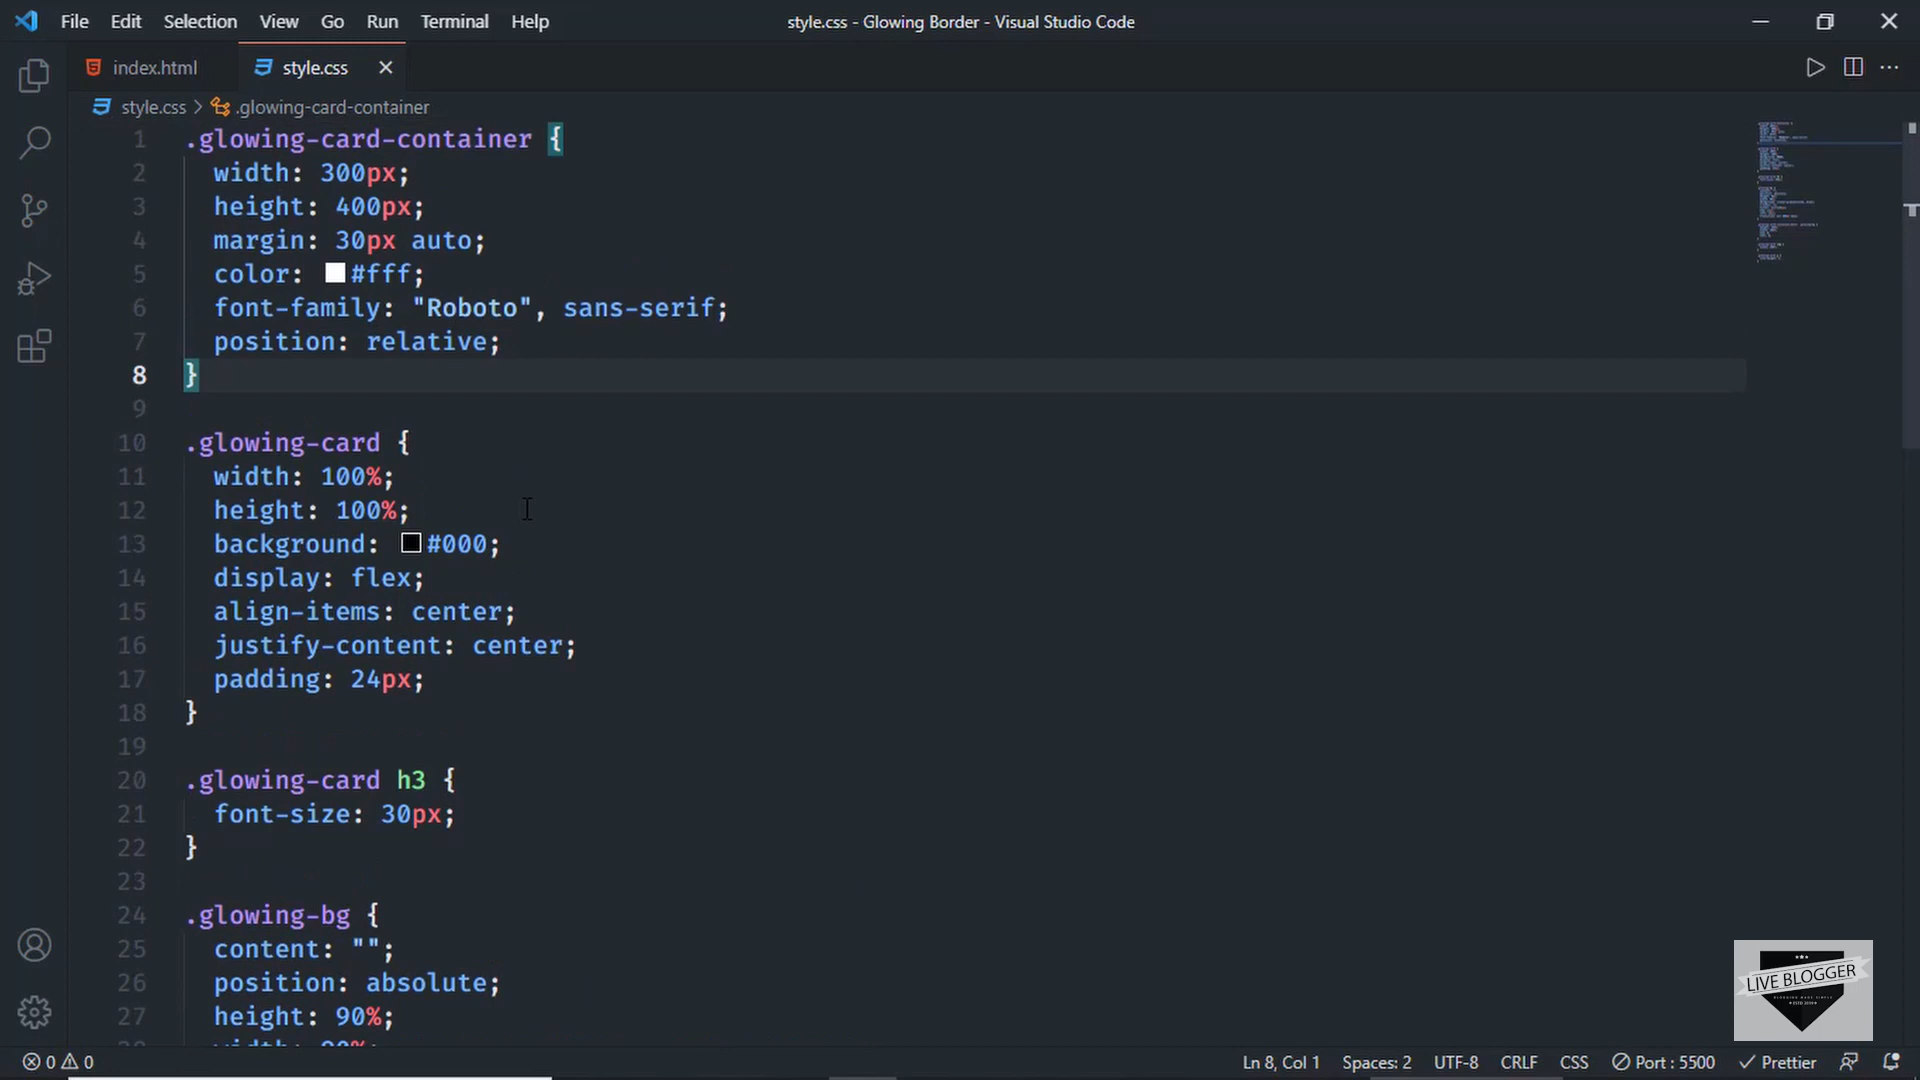 File Edit Selection View Go Run Terminal Help style.css - Glowing Border - Visual Studio Code
index.html style.css
style.css > .glowing-card-container
1 .glowing-card-container {
2 width: 300px;
3 height: 400px;
4 margin: 30px auto;
5 color: #fff;
6 font-family: "Roboto", sans-serif;
7 position: relative;
8 }
9
10 .glowing-card {
11 width: 100%;
12 height: 100%;
13 background: #000;
14 display: flex;
15 align-items: center;
16 justify-content: center;
17 padding: 24px;
18 }
19
20 .glowing-card h3 {
21 font-size: 30px;
22 }
23
24 .glowing-bg {
25 content: "";
26 position: absolute;
27 height: 90%;
LIVE BLOGGER
0 0 Ln 8, Col 1 Spaces: 2 UTF-8 CRLF CSS Port : 5500 Prettier